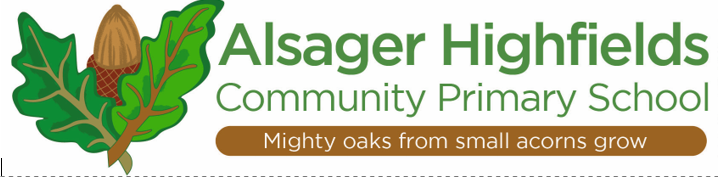 Alsager Highfields
Community Primary School
Mighty oaks from small acorns grow